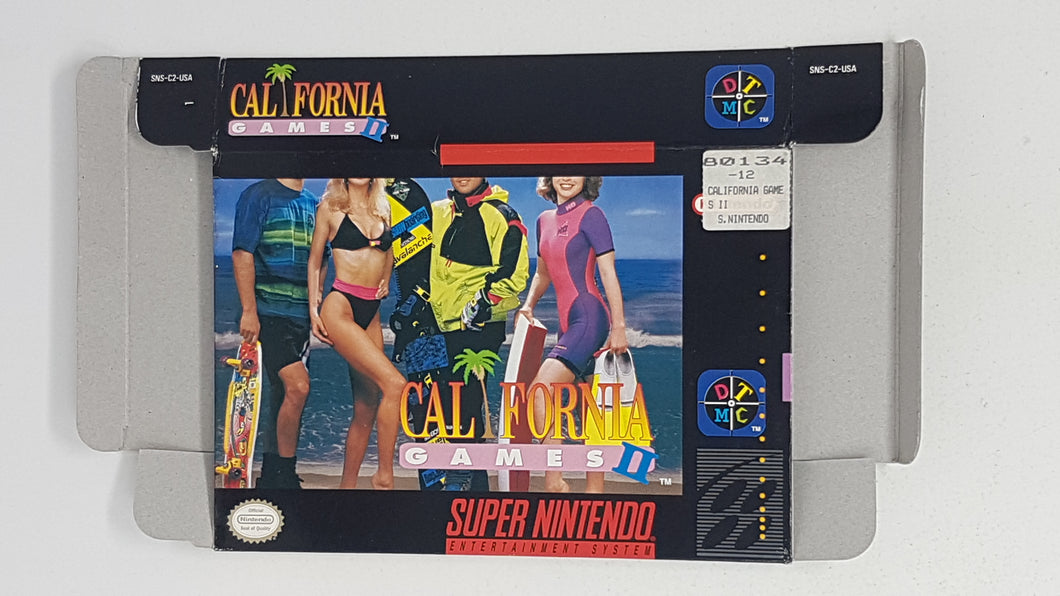 SNS-C2-USA
1
CALIFORNIA
GAMES II
TM
DTMC
TM
SNS-C2-USA
80134
-12
CALIFORNIA GAME
S II
S.NINTENDO
Avalanche
CALIFORNIA
GAMES II
TM
DTMC
TM
Official
Nintendo
Seal of Quality
SUPER NINTENDO
ENTERTAINMENT SYSTEM